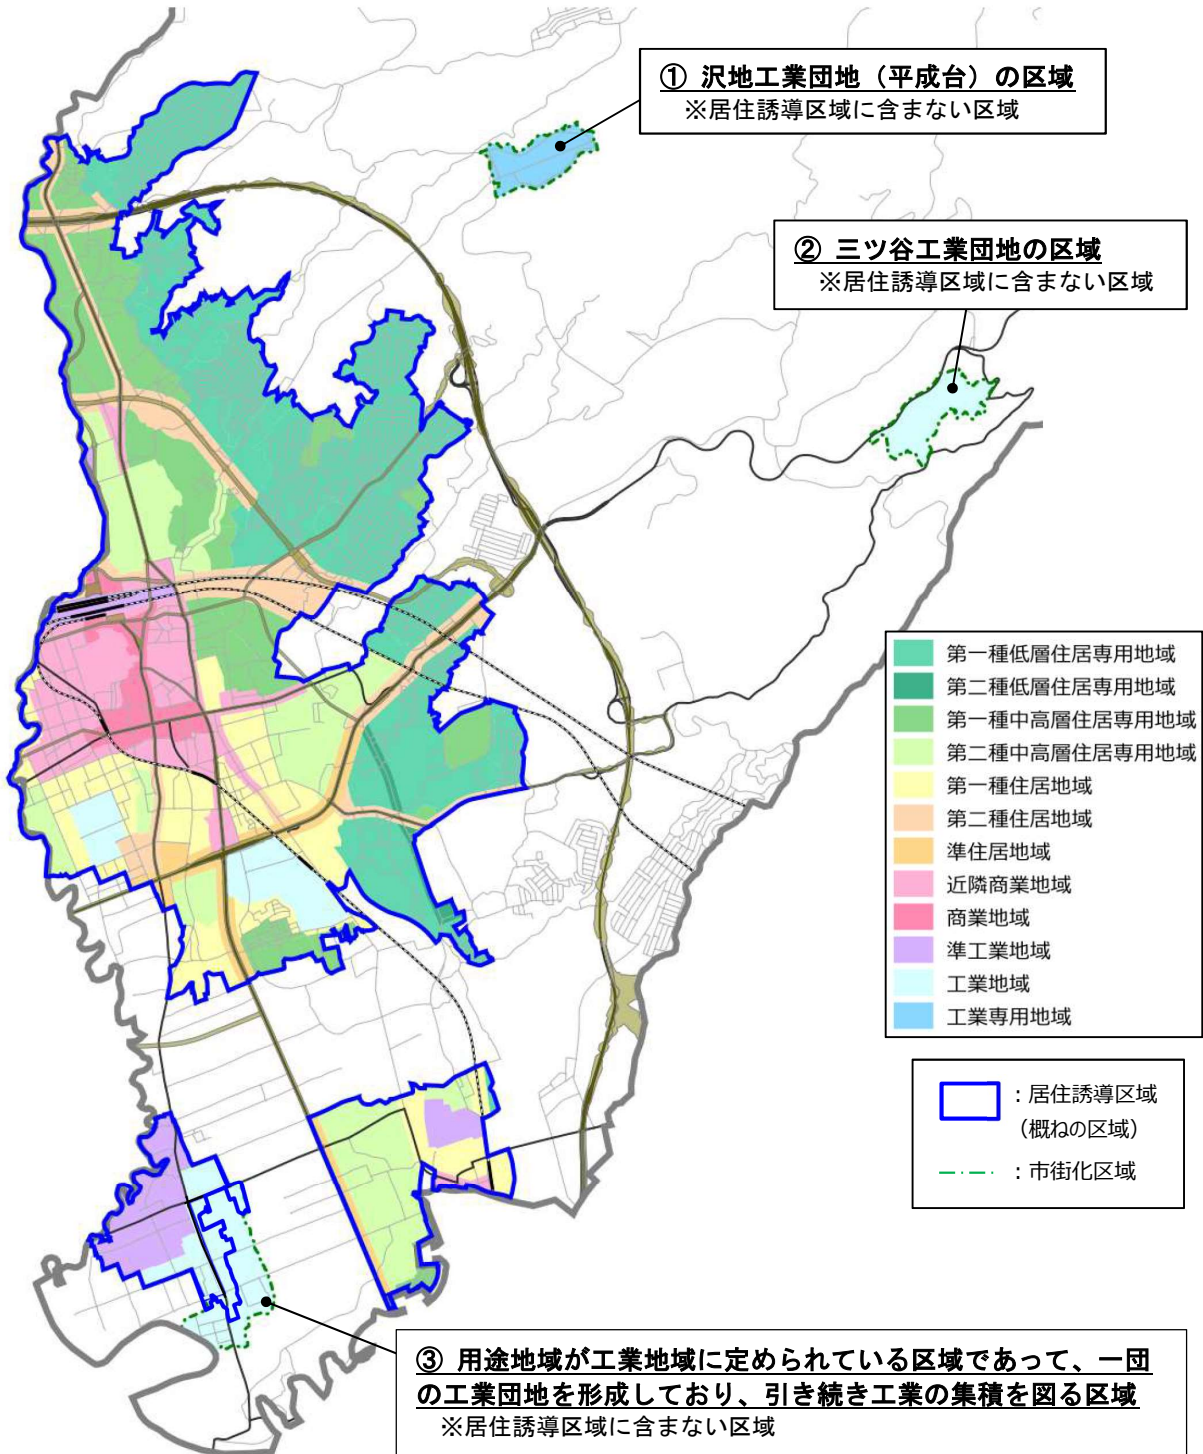 ① 沢地工業団地（平成台）の区域
※居住誘導区域に含まない区域
② 三ツ谷工業団地の区域
※居住誘導区域に含まない区域
第一種低層住居専用地域
第二種低層住居専用地域
第一種中高層住居専用地域
第二種中高層住居専用地域
第一種住居地域
第二種住居地域
準住居地域
近隣商業地域
商業地域
準工業地域
工業地域
工業専用地域
：居住誘導区域
（概ねの区域）
：市街化区域
③ 用途地域が工業地域に定められている区域であって、一団
の工業団地を形成しており、引き続き工業の集積を図る区域
※居住誘導区域に含まない区域